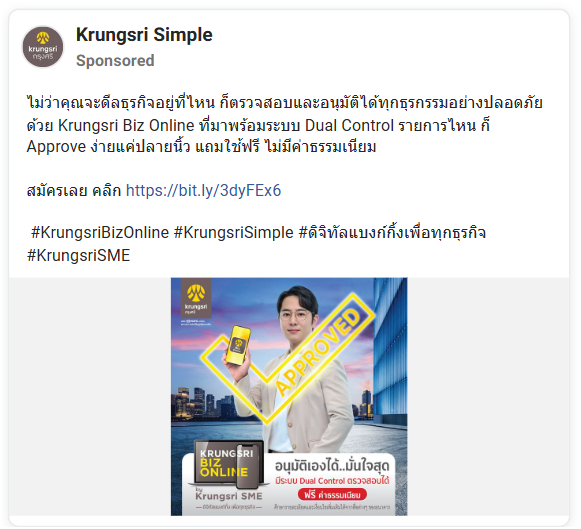 krungsri
กรุงศรี
Krungsri Simple
Sponsored
ไม่ว่าคุณจะดีลธุรกิจอยู่ที่ไหน ก็ตรวจสอบและอนุมัติได้ทุกธุรกรรมอย่างปลอดภัย
ด้วย Krungsri Biz Online ที่มาพร้อมระบบ Dual Control รายการไหน ก็
Approve ง่ายแค่ปลายนิ้ว แถมใช้ฟรี ไม่มีค่าธรรมเนียม
สมัครเลย คลิก https://bit.ly/3dyFEx6
#KrungsriBizOnline #KrungsriSimple #ดิจิทัลแบงก์กิ้งเพื่อทุกธุรกิจ
#KrungsriSME
krungsri
กรุงศรี
APPROVED
KRUNGSRI
BIZ
ONLINE
by
Krungsri SME
อนุมัติเองได้..มั่นใจสุด
มีระบบ Dual Control ตรวจสอบได้
ฟรี ค่าธรรมเนียม